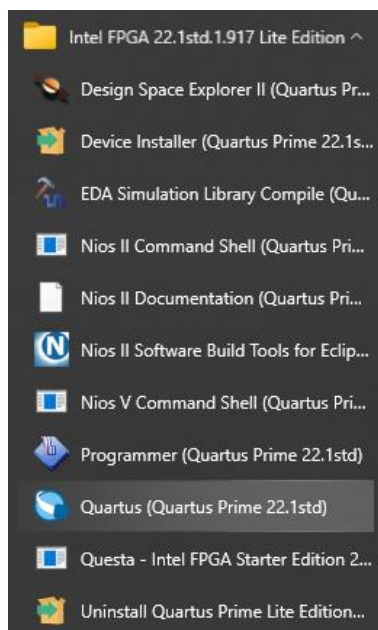 Intel FPGA 22.1std.1.917 Lite Edition
Design Space Explorer II (Quartus Pr...
Device Installer (Quartus Prime 22.1s...
EDA Simulation Library Compile (Qu...
Nios II Command Shell (Quartus Pri...
Nios II Documentation (Quartus Pri...
Nios II Software Build Tools for Eclip...
Nios V Command Shell (Quartus Pri...
Programmer (Quartus Prime 22.1std)
Quartus (Quartus Prime 22.1std)
Questa - Intel FPGA Starter Edition 2...
Uninstall Quartus Prime Lite Edition...